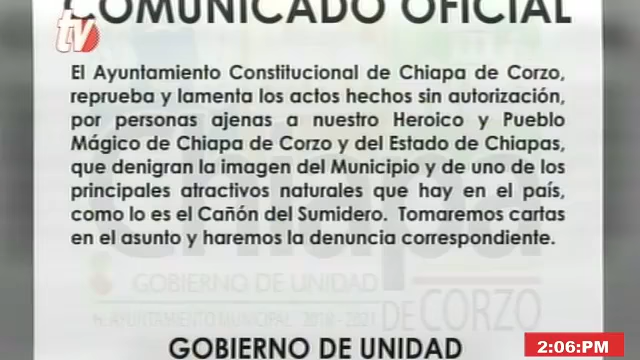 COMUNICADO OFICIAL
tv
El Ayuntamiento Constitucional de Chiapa de Corzo,
reprueba y lamenta los actos hechos sin autorización,
por personas ajenas a nuestro Heroico y Pueblo
Mágico de Chiapa de Corzo y del Estado de Chiapas,
que denigran la imagen del Municipio y de uno de los
principales atractivos naturales que hay en el país,
como lo es el Cañón del Sumidero. Tomaremos cartas
en el asunto y haremos la denuncia correspondiente.
Chiapa
GOBIERNO DE UNIDAD
DE CORZO
H. AYUNTAMIENTO MUNICIPAL 2018 - 2021
GOBIERNO DE UNIDAD
2:06:PM